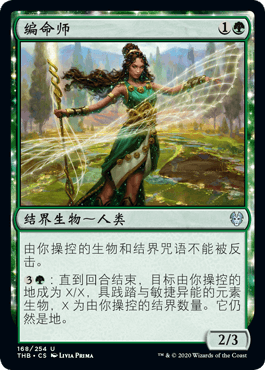 编命师 1
结界生物～人类
由你操控的生物和结界咒语不能被反
击。
3：直到回合结束，目标由你操控的
地成为 X/X，具践踏与敏捷异能的元素
生物，X 为由你操控的结界数量。它仍
然是地。
2/3
168/254 U
THB • CS LIVIA PRIMA
™ & © 2020 Wizards of the Coast